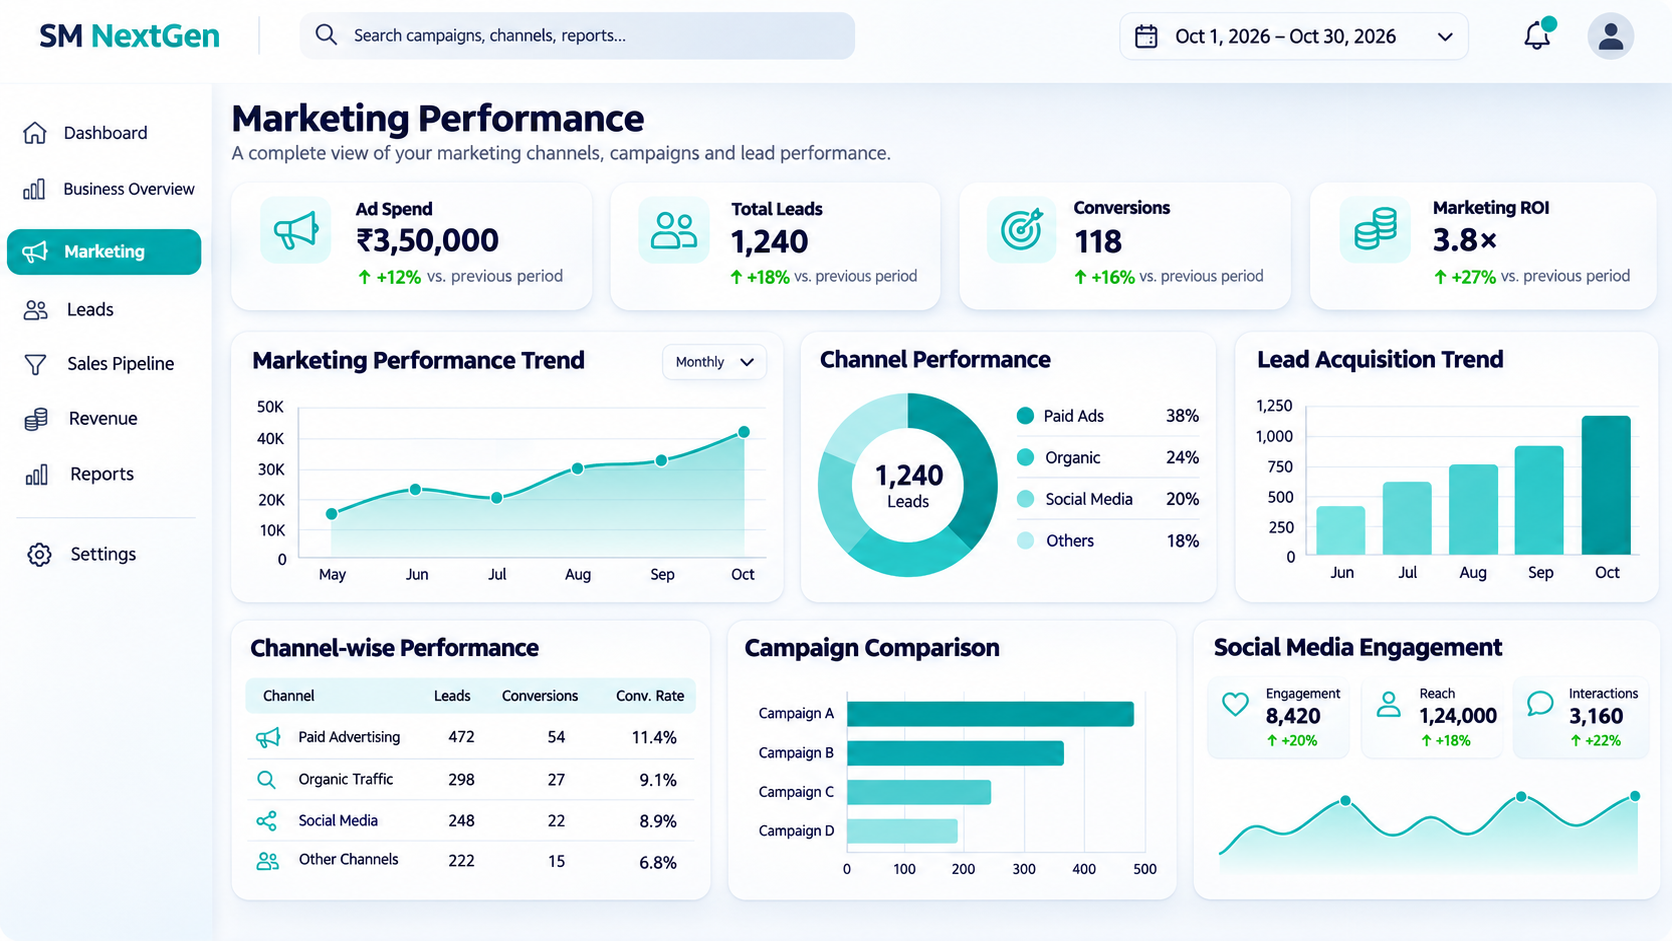 SM NextGen
Search campaigns, channels, reports...
Oct 1, 2026 – Oct 30, 2026
Dashboard
Business Overview
Marketing
Leads
Sales Pipeline
Revenue
Reports
Settings
Marketing Performance
A complete view of your marketing channels, campaigns and lead performance.
Ad Spend
₹3,50,000
↑ +12% vs. previous period
Total Leads
1,240
↑ +18% vs. previous period
Conversions
118
↑ +16% vs. previous period
Marketing ROI
3.8×
↑ +27% vs. previous period
Marketing Performance Trend
Monthly
50K
40K
30K
20K
10K
0
May Jun Jul Aug Sep Oct
Channel Performance
1,240
Leads
Paid Ads 38%
Organic 24%
Social Media 20%
Others 18%
Lead Acquisition Trend
1,250
1,000
750
500
250
0
Jun Jul Aug Sep Oct
Channel-wise Performance
Channel Leads Conversions Conv. Rate
Paid Advertising 472 54 11.4%
Organic Traffic 298 27 9.1%
Social Media 248 22 8.9%
Other Channels 222 15 6.8%
Campaign Comparison
Campaign A
Campaign B
Campaign C
Campaign D
0 100 200 300 400 500
Social Media Engagement
Engagement
8,420
↑ +20%
Reach
1,24,000
↑ +18%
Interactions
3,160
↑ +22%